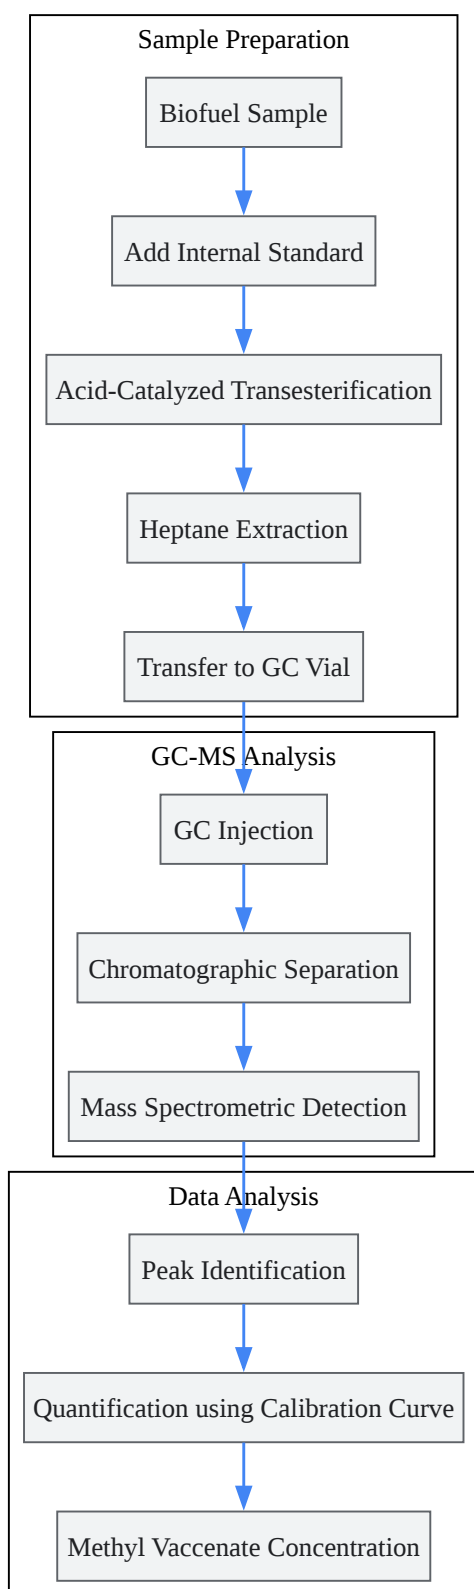 Sample Preparation
Biofuel Sample
Add Internal Standard
Acid-Catalyzed Transesterification
Heptane Extraction
Transfer to GC Vial
GC-MS Analysis
GC Injection
Chromatographic Separation
Mass Spectrometric Detection
Data Analysis
Peak Identification
Quantification using Calibration Curve
Methyl Vaccenate Concentration